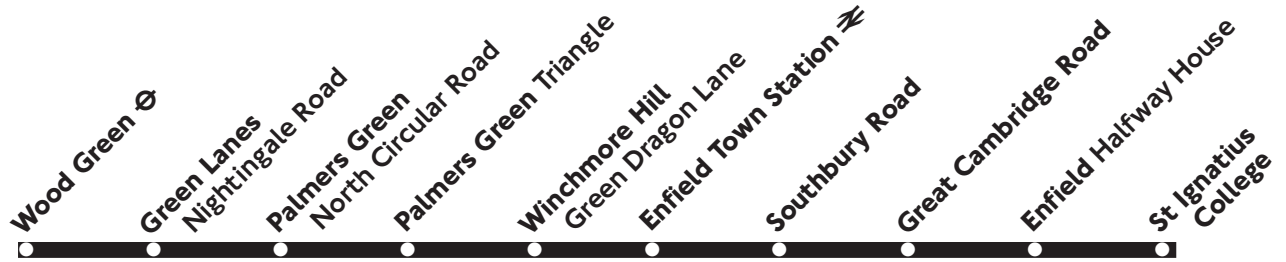 Wood Green
Green Lanes
Nightingale Road
Palmers Green
North Circular Road
Palmers Green Triangle
Winchmore Hill
Green Dragon Lane
Enfield Town Station
Southbury Road
Great Cambridge Road
Enfield Halfway House
St Ignatius
College